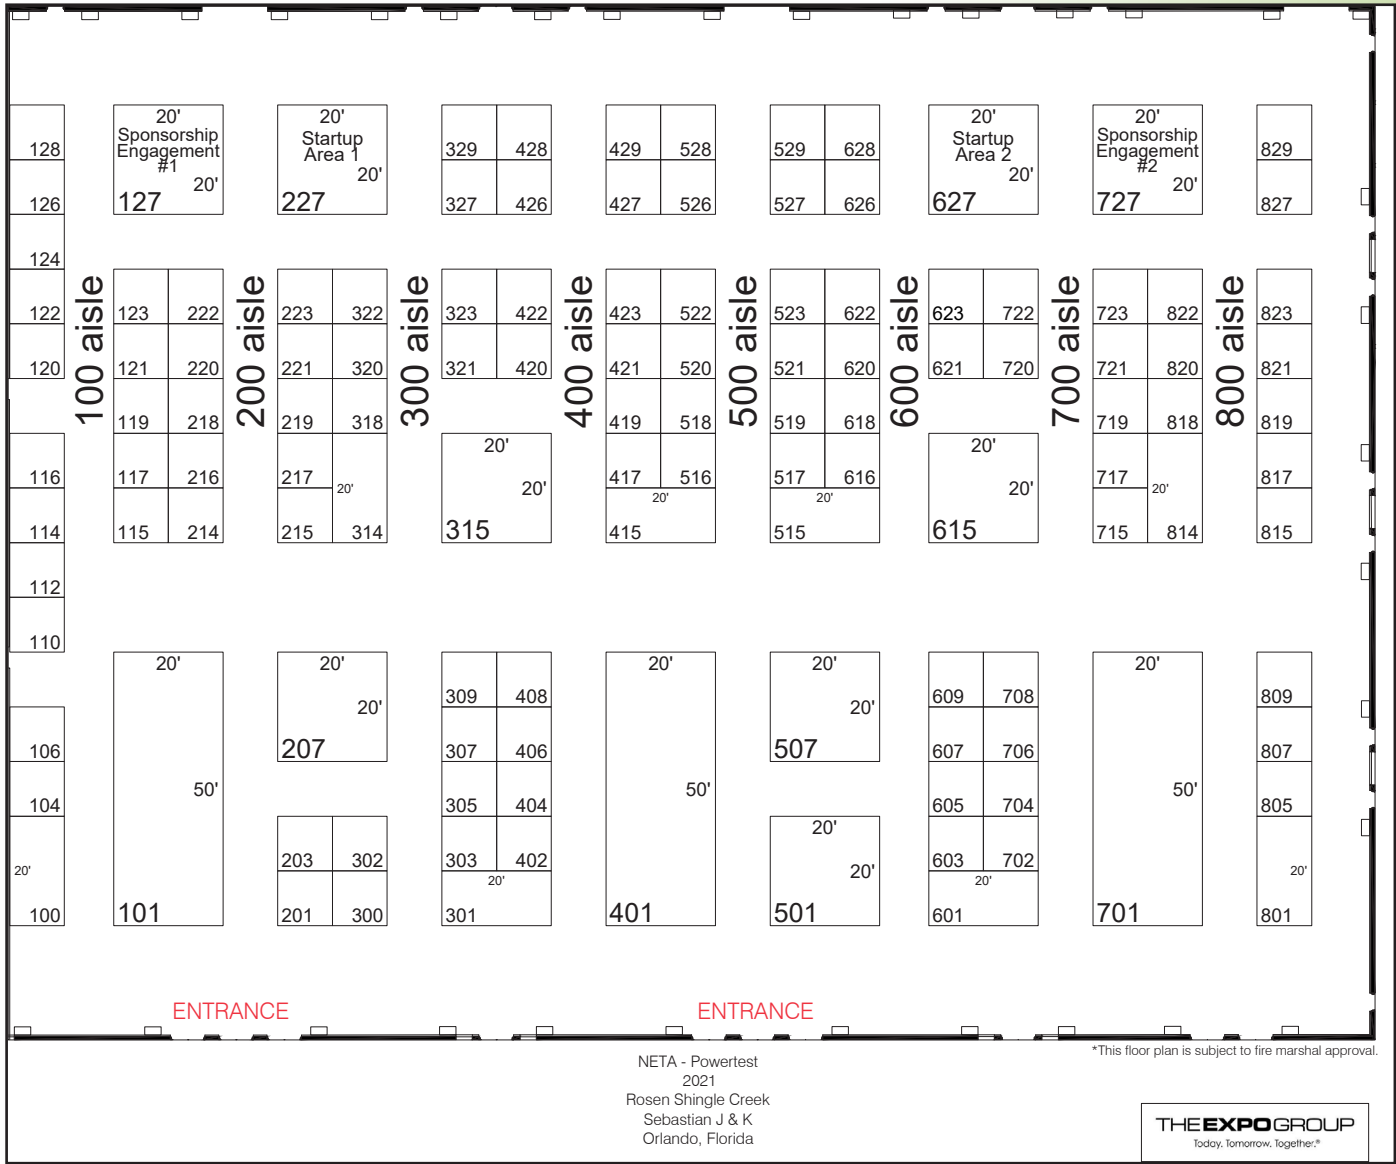 20' 20' 20' 20'
Sponsorship Startup Startup Sponsorship
Engagement Area 1 Area 2 Engagement
#1 #2
128 329 428 429 528 529 628 829
20' 20' 20' 20'
126 127 227 327 426 427 526 527 626 627 727 827
124
100 aisle 200 aisle 300 aisle 400 aisle 500 aisle 600 aisle 700 aisle 800 aisle
122 123 222 223 322 323 422 423 522 523 622 623 722 723 822 823
120 121 220 221 320 321 420 421 520 521 620 621 720 721 820 821
119 218 219 318 419 518 519 618 719 818 819
20' 20'
116 117 216 217 417 516 517 616 717 817
20' 20' 20' 20'
20' 20'
114 115 214 215 314 315 415 515 615 715 814 815
112
110
20' 20' 20' 20' 20'
309 408 609 708 809
20' 20'
106 207 307 406 507 607 706 807
50' 50' 50'
104 305 404 605 704 805
20'
203 302 303 402 603 702
20' 20' 20' 20'
20' 20'
100 101 201 300 301 401 501 601 701 801
ENTRANCE ENTRANCE
*This floor plan is subject to fire marshal approval.
NETA - Powertest
2021
Rosen Shingle Creek
Sebastian J & K
Orlando, Florida
THEEXPOGROUP
Today. Tomorrow. Together.®